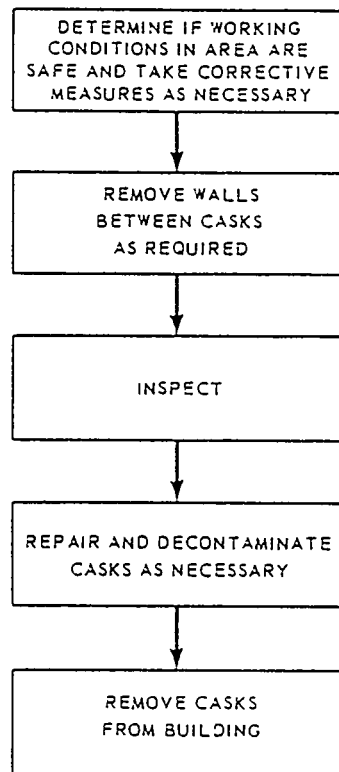 DETERMINE IF WORKING
CONDITIONS IN AREA ARE
SAFE AND TAKE CORRECTIVE
MEASURES AS NECESSARY
REMOVE WALLS
BETWEEN CASKS
AS REQUIRED
INSPECT
REPAIR AND DECONTAMINATE
CASKS AS NECESSARY
REMOVE CASKS
FROM BUILDING